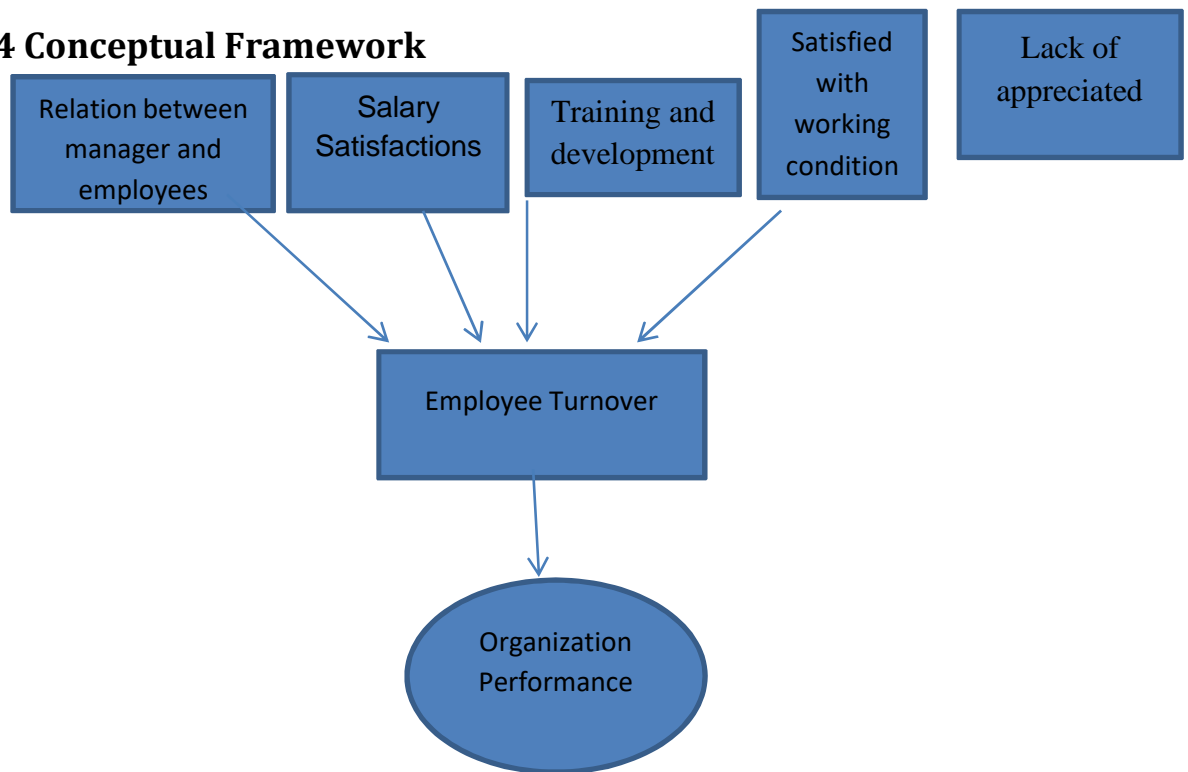 4 Conceptual Framework
Relation between
manager and
employees
Salary
Satisfactions
Training and
development
Satisfied
with
working
condition
Lack of
appreciated
Employee Turnover
Organization
Performance